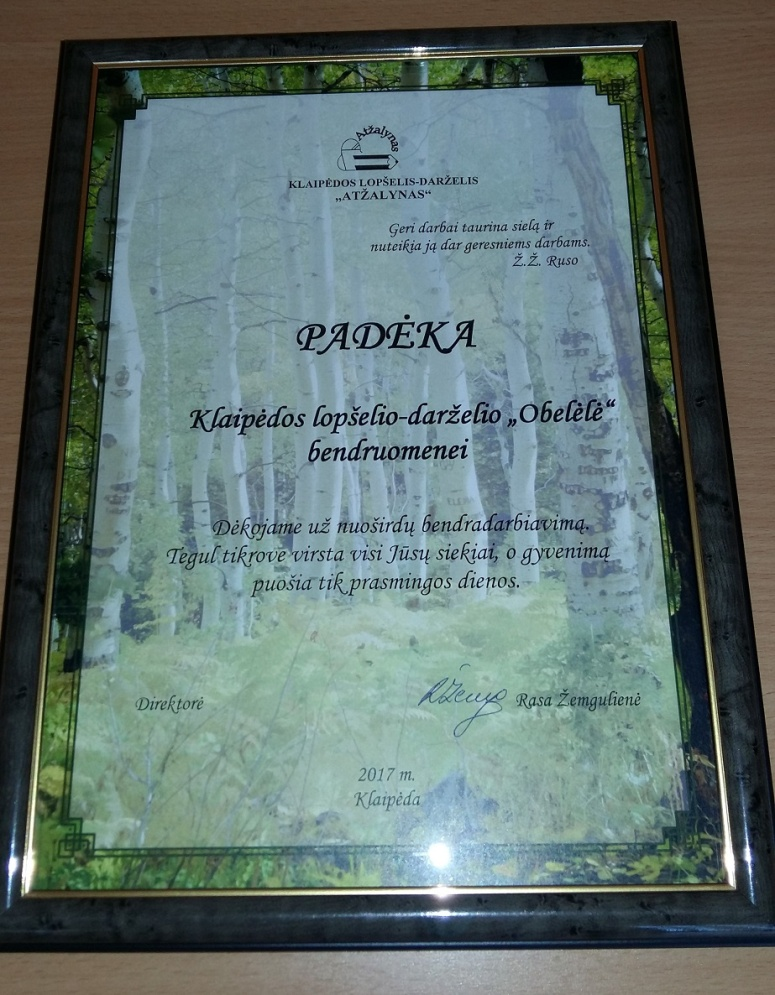 Atžalynas
KLAIPĖDOS LOPŠELIS-DARŽELIS
„ATŽALYNAS“
Geri darbai taurina sielą ir
nuteikia ją dar geresniems darbams.
Ž.Ž. Ruso
PADĖKA
Klaipėdos lopšelio-darželio „Obelėlė“
bendruomenei
Dėkojame už nuoširdų bendradarbiavimą.
Tegul tikrove virsta visi Jūsų siekiai, o gyvenimą
puošia tik prasmingos dienos.
Direktorė Rasa Žemgulienė
2017 m.
Klaipėda